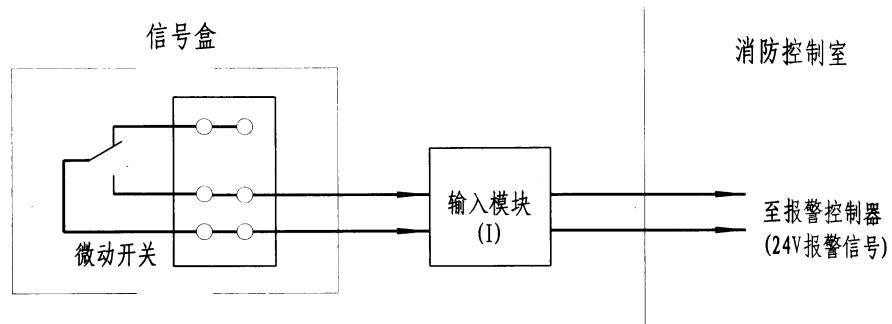 信号盒
消防控制室
微动开关
输入模块
(I)
至报警控制器
(24V报警信号)